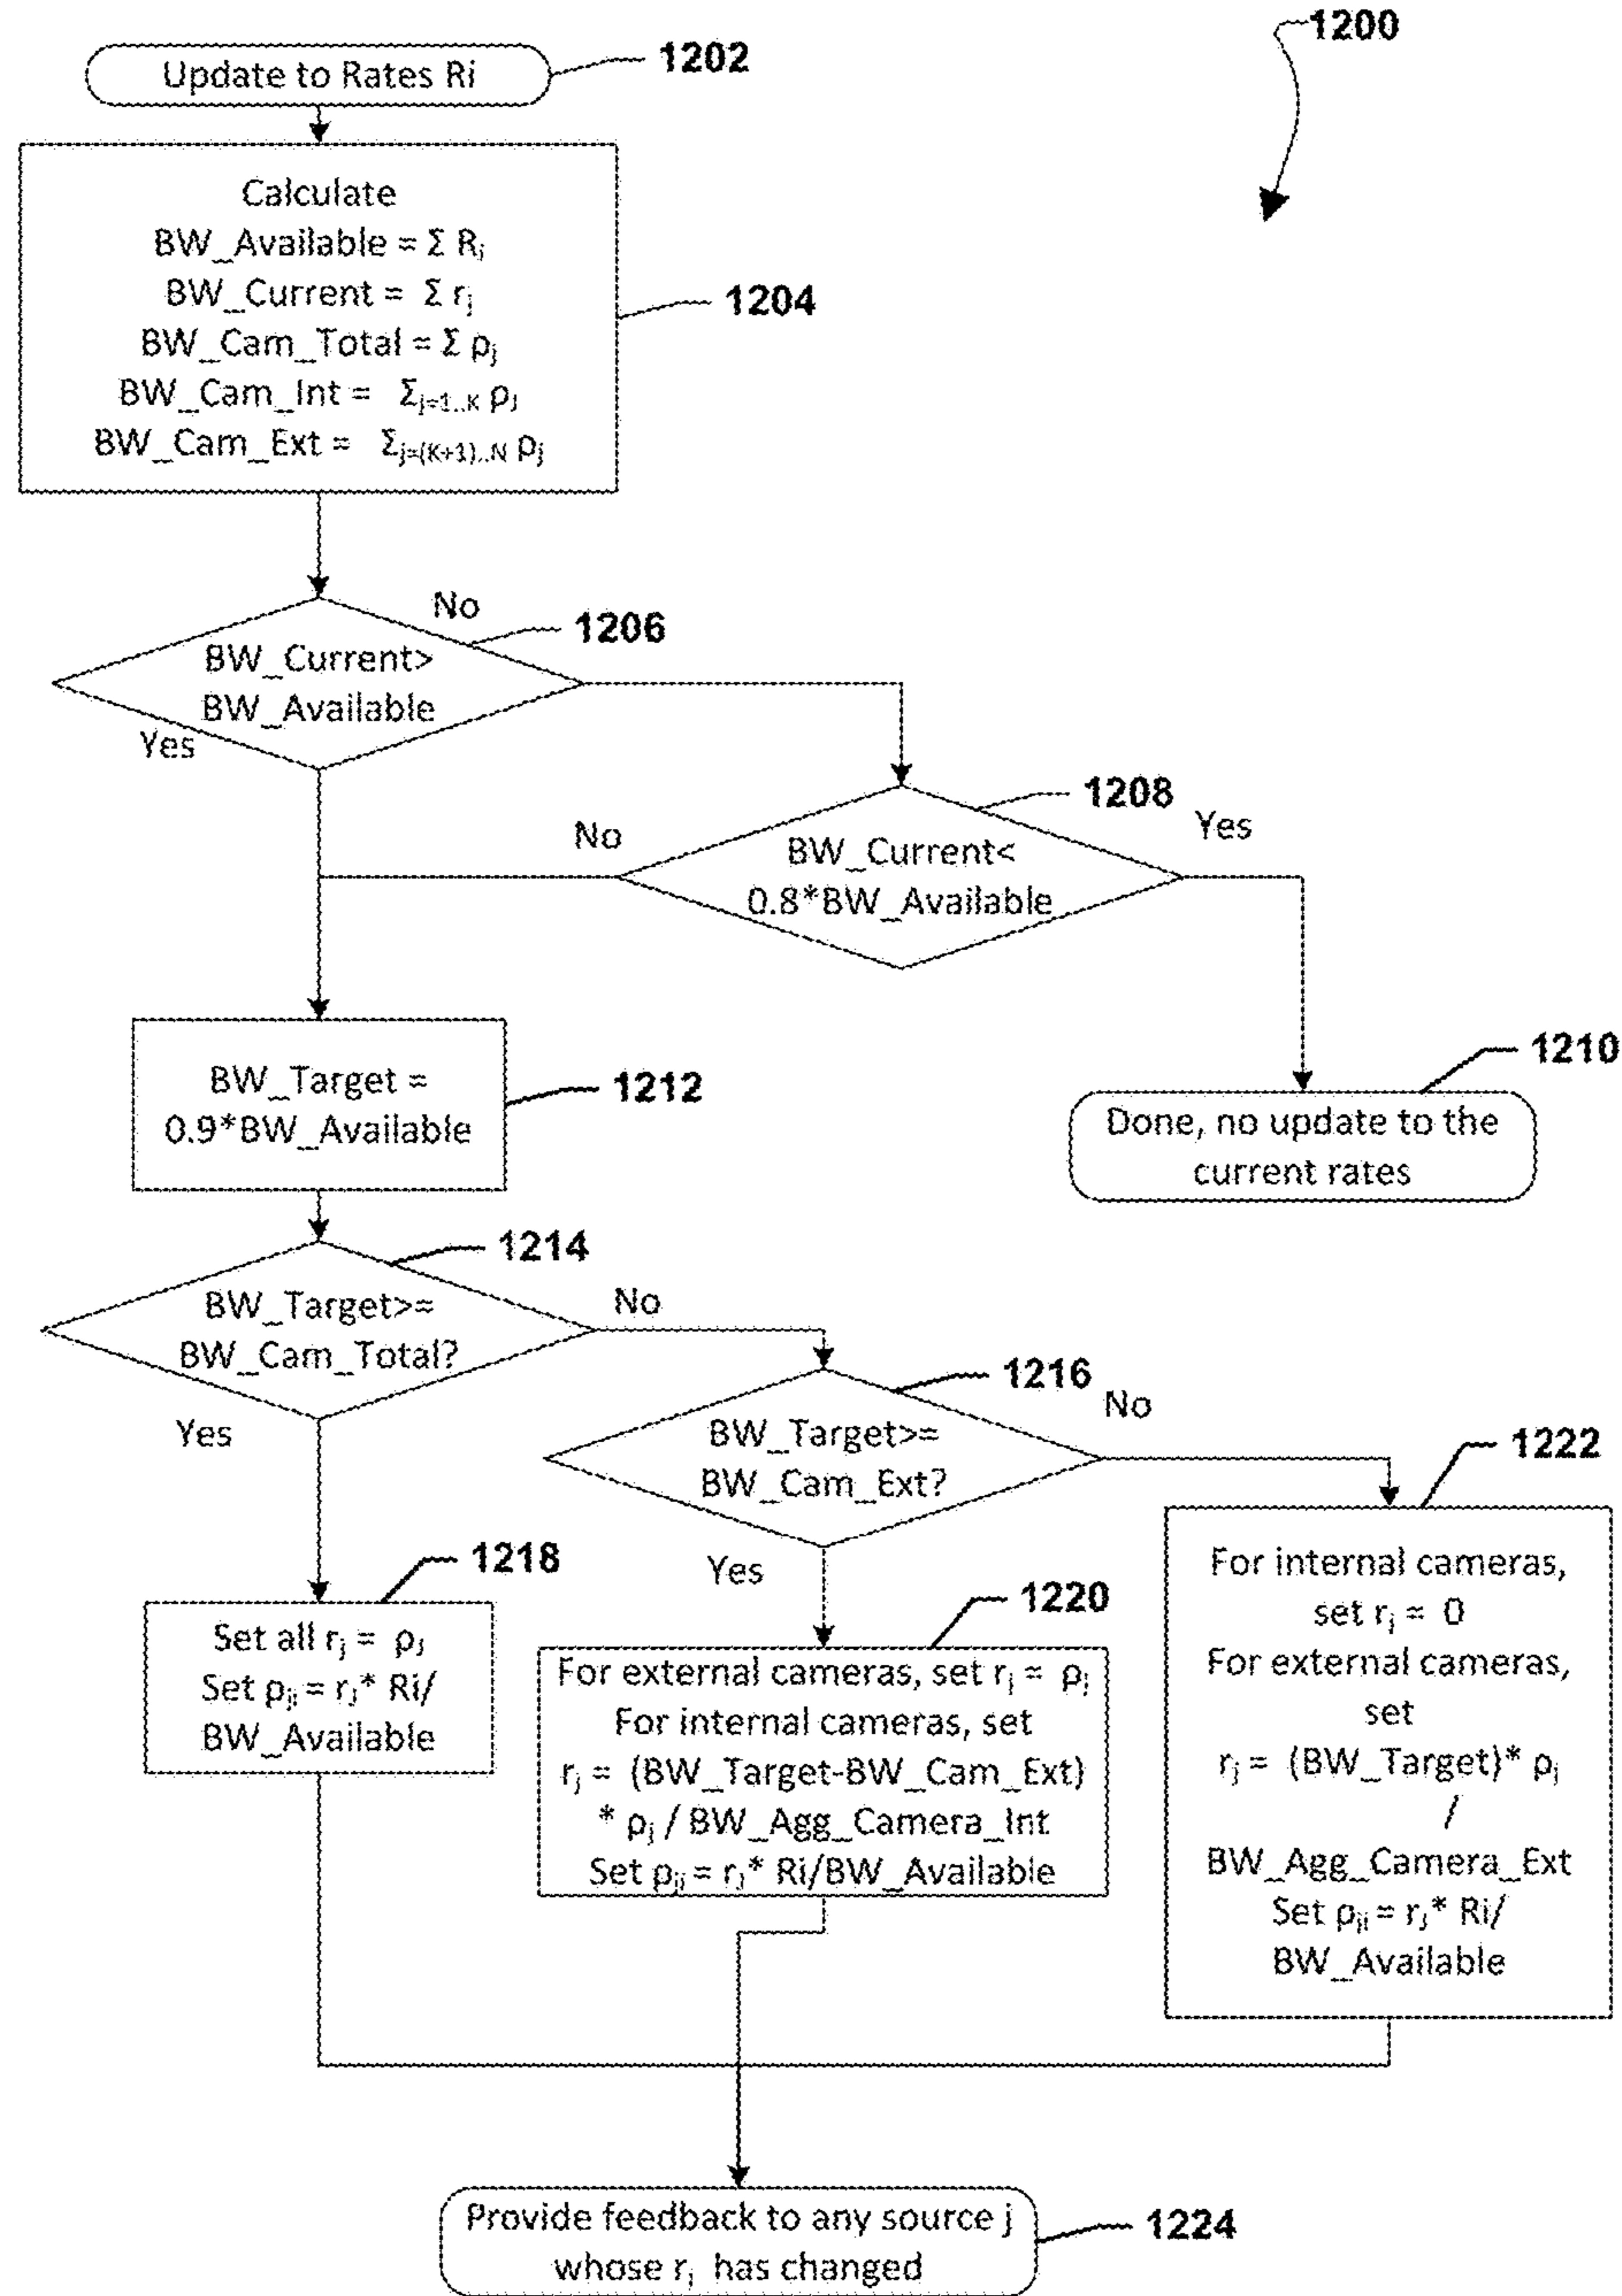 1200
Update to Rates Ri
1202
Calculate
BW_Available = Σ Rᵢ
BW_Current = Σ rⱼ
BW_Cam_Total = Σ ρⱼ
BW_Cam_Int = Σⱼ₌₁..K ρJ
BW_Cam_Ext = Σⱼ₌(K+1)..N ρⱼ
1204
No
1206
BW_Current>
BW_Available
Yes
1208
No
Yes
BW_Current<
0.8*BW_Available
BW_Target =
0.9*BW_Available
1212
1210
Done, no update to the
current rates
1214
BW_Target>=
BW_Cam_Total?
No
Yes
1216
No
BW_Target>=
BW_Cam_Ext?
Yes
1218
Set all rⱼ = ρJ
Set ρⱼᵢ = rJ* Ri/
BW_Available
1220
For external cameras, set rⱼ = ρⱼ
For internal cameras, set
rⱼ = (BW_Target-BW_Cam_Ext)
* ρⱼ / BW_Agg_Camera_Int
Set ρⱼᵢ = rJ* Ri/BW_Available
1222
For internal cameras,
set rⱼ = 0
For external cameras,
set
rⱼ = (BW_Target)* ρⱼ
/
BW_Agg_Camera_Ext
Set ρⱼᵢ = rJ* Ri/
BW_Available
Provide feedback to any source j
whose rⱼ has changed
1224